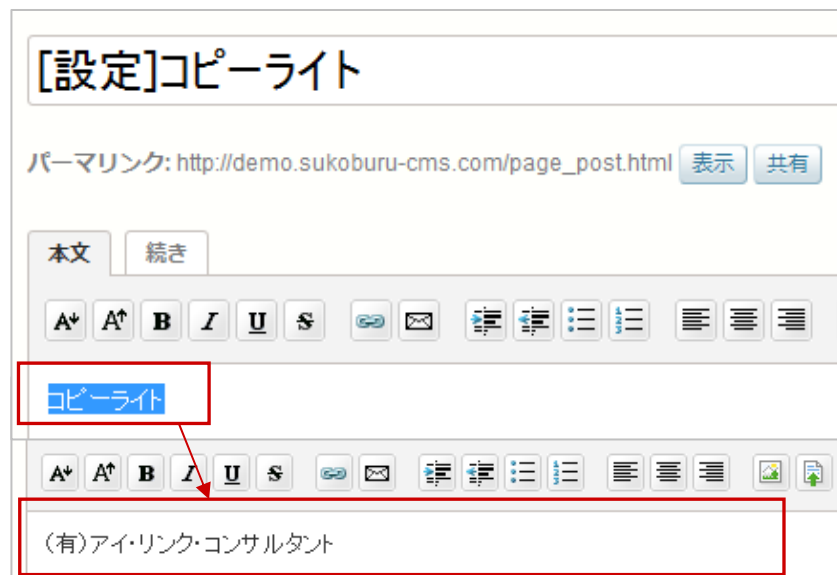 [設定]コピーライト
パーマリンク: http://demo.sukoburu-cms.com/page_post.html 表示 共有
本文 続き
A A B I U S
コピーライト
A A B I U S
(有)アイ・リンク・コンサルタント